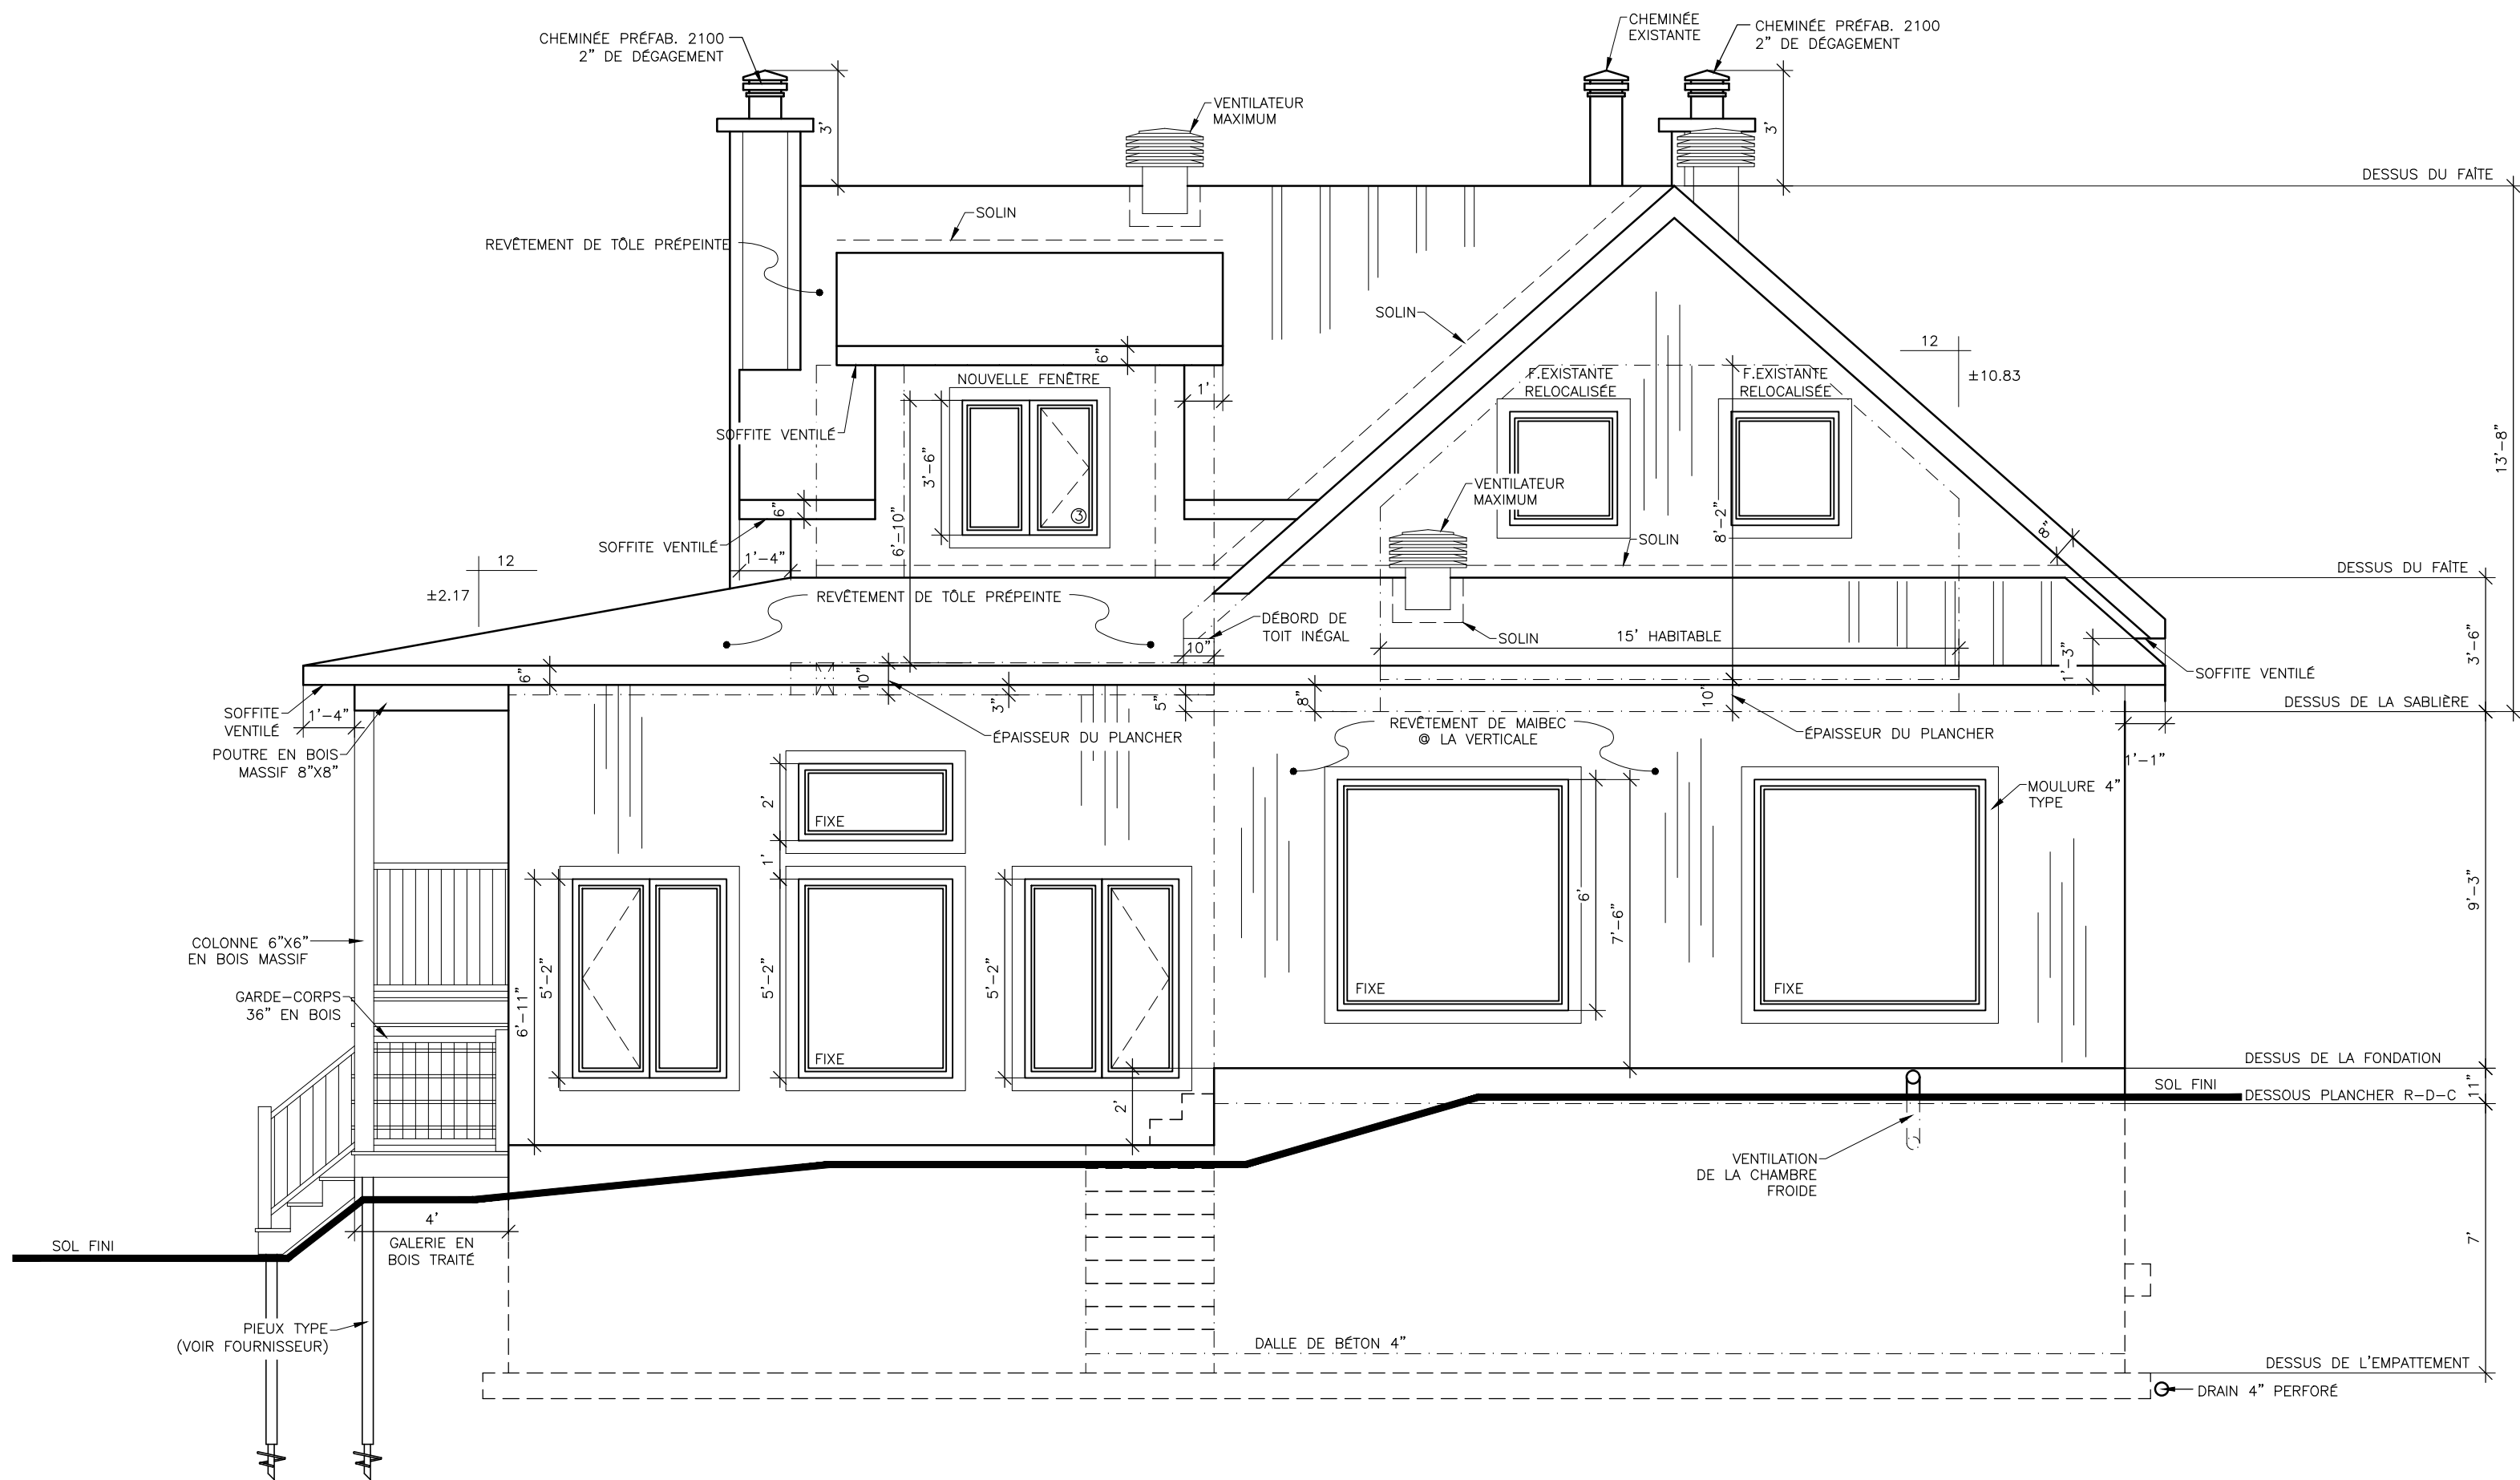 CHEMINÉE PRÉFAB. 2100
2" DE DÉGAGEMENT
CHEMINÉE
EXISTANTE
CHEMINÉE PRÉFAB. 2100
2" DE DÉGAGEMENT
3'
VENTILATEUR
MAXIMUM
3'
DESSUS DU FAÎTE
SOLIN
REVÊTEMENT DE TÔLE PRÉPEINTE
SOLIN
6"
12
±10.83
NOUVELLE FENÊTRE
1'
F.EXISTANTE
RELOCALISÉE
F.EXISTANTE
RELOCALISÉE
SOFFITE VENTILÉ
3'-6"
13'-8"
VENTILATEUR
MAXIMUM
6"
3
6'-10"
8'-2"
8"
SOFFITE VENTILÉ
1'-4"
SOLIN
12
±2.17
DESSUS DU FAÎTE
REVÊTEMENT DE TÔLE PRÉPEINTE
DÉBORD DE
TOIT INÉGAL
SOLIN
15' HABITABLE
10"
1'-3"
3'-6"
SOFFITE VENTILÉ
6"
10"
3"
5"
8"
10"
SOFFITE
VENTILÉ
1'-4"
DESSUS DE LA SABLIÈRE
ÉPAISSEUR DU PLANCHER
REVÊTEMENT DE MAIBEC
@ LA VERTICALE
ÉPAISSEUR DU PLANCHER
POUTRE EN BOIS
MASSIF 8"X8"
1'-1"
MOULURE 4"
TYPE
2'
FIXE
1'
9'-3"
6'
7'-6"
COLONNE 6"X6"
EN BOIS MASSIF
5'-2"
5'-2"
5'-2"
FIXE
FIXE
GARDE-CORPS
36" EN BOIS
6'-11"
FIXE
DESSUS DE LA FONDATION
SOL FINI
11"
DESSOUS PLANCHER R-D-C
2'
VENTILATION
DE LA CHAMBRE
FROIDE
4'
GALERIE EN
BOIS TRAITÉ
SOL FINI
7'
PIEUX TYPE
(VOIR FOURNISSEUR)
DALLE DE BÉTON 4"
DESSUS DE L'EMPATTEMENT
DRAIN 4" PERFORÉ